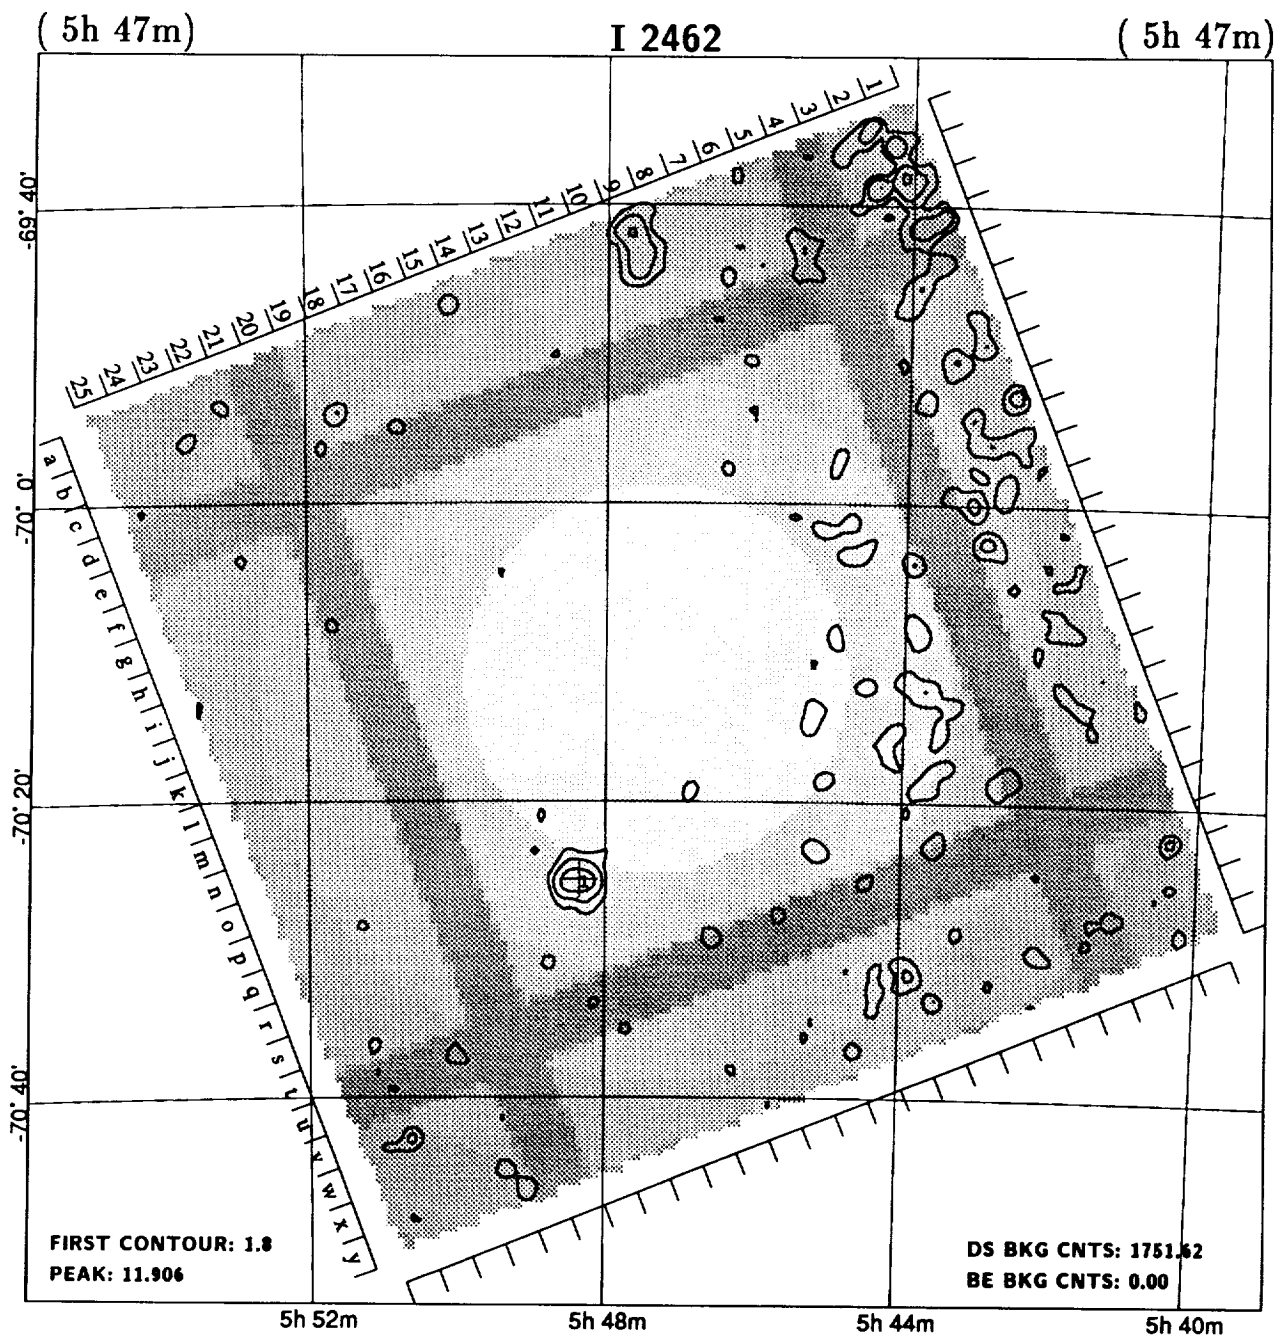 ( 5h 47m)
I 2462
( 5h 47m)
1 2 3 4 5 6 7 8 9 10 11 12 13 14 15 16 17 18 19 20 21 22 23 24 25
-69° 40'
-70° 0'
-70° 20'
-70° 40'
a b c d e f g h i j k l m n o p q r s t u v w x y
1
FIRST CONTOUR: 1.8
PEAK: 11.906
DS BKG CNTS: 1751.62
BE BKG CNTS: 0.00
5h 52m
5h 48m
5h 44m
5h 40m